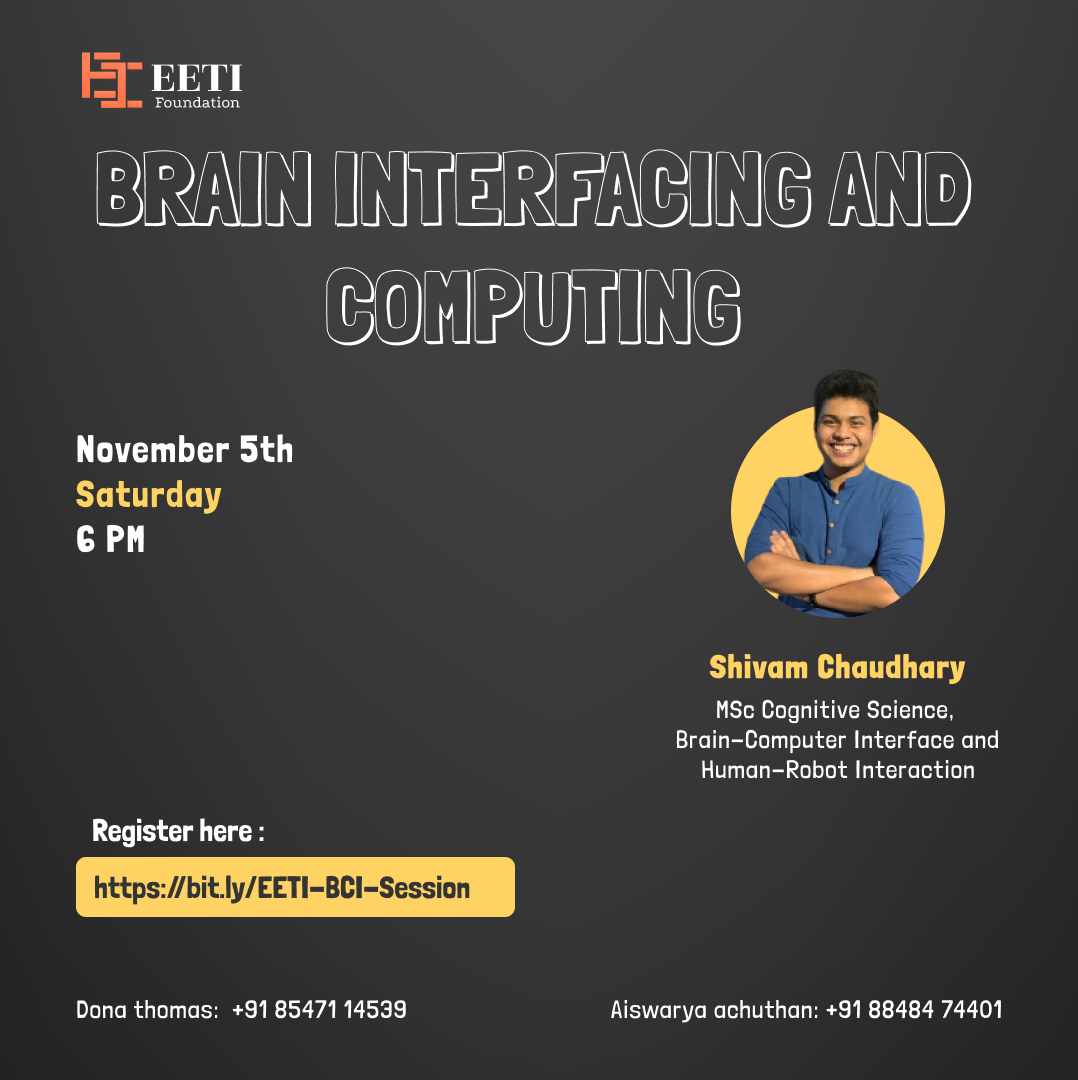 EETI
Foundation
BRAIN INTERFACING AND
COMPUTING
November 5th
Saturday
6 PM
Shivam Chaudhary
MSc Cognitive Science,
Brain-Computer Interface and
Human-Robot Interaction
Register here :
https://bit.ly/EETI-BCI-Session
Dona thomas: +91 85471 14539
Aiswarya achuthan: +91 88484 74401